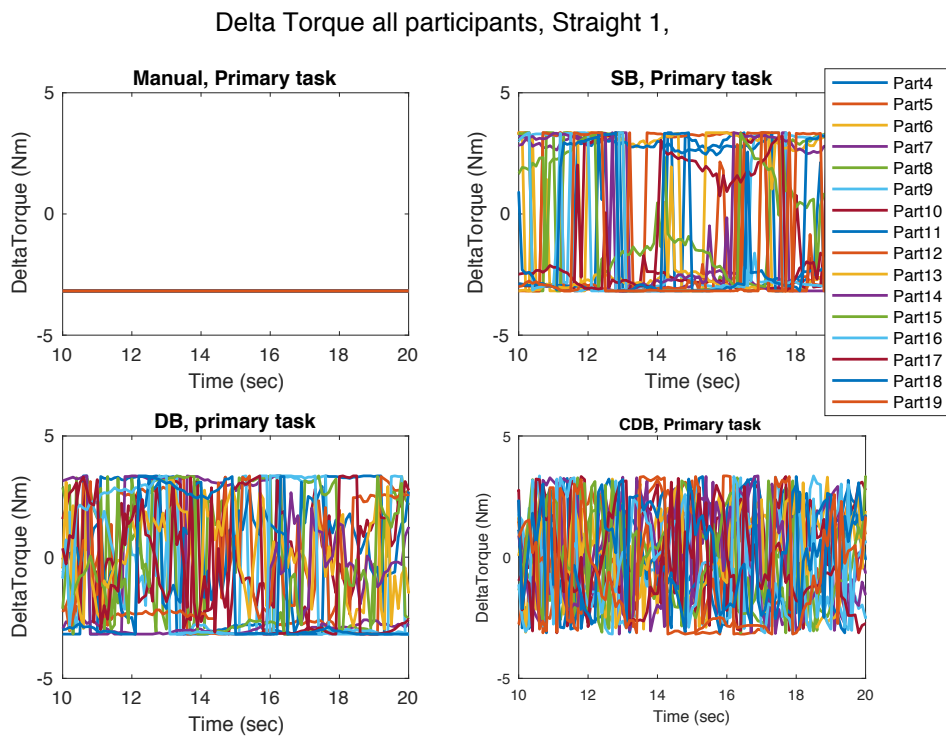 Delta Torque all participants, Straight 1,
Manual, Primary task
5
0
-5
DeltaTorque (Nm)
10 12 14 16 18 20
Time (sec)
SB, Primary task
5
0
-5
DeltaTorque (Nm)
10 12 14 16 18
Time (sec)
Part4
Part5
Part6
Part7
Part8
Part9
Part10
Part11
Part12
Part13
Part14
Part15
Part16
Part17
Part18
Part19
DB, primary task
5
0
-5
DeltaTorque (Nm)
10 12 14 16 18 20
Time (sec)
CDB, Primary task
5
0
-5
DeltaTorque (Nm)
10 12 14 16 18 20
Time (sec)